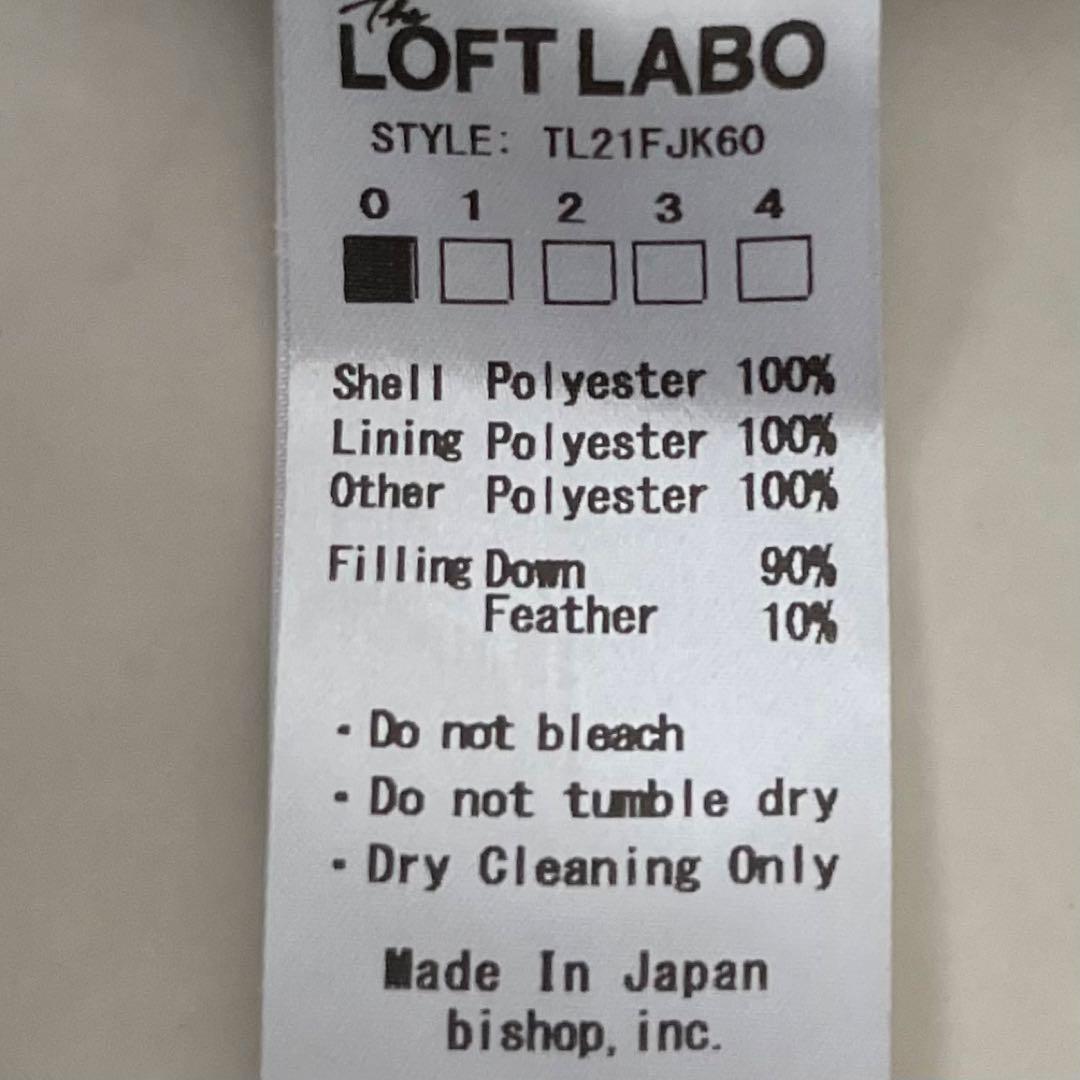 The
LOFT LABO
STYLE: TL21FJK60
0 1 2 3 4
Shell Polyester 100%
Lining Polyester 100%
Other Polyester 100%
Filling Down 90%
Feather 10%
・Do not bleach
・Do not tumble dry
・Dry Cleaning Only
Made In Japan
bishop, inc.